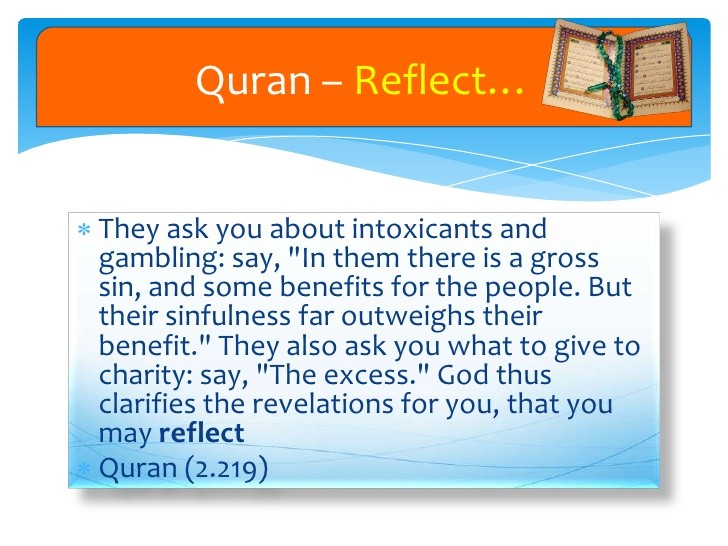 Quran – Reflect...
They ask you about intoxicants and
gambling: say, "In them there is a gross
sin, and some benefits for the people. But
their sinfulness far outweighs their
benefit." They also ask you what to give to
charity: say, "The excess." God thus
clarifies the revelations for you, that you
may reflect
Quran (2.219)